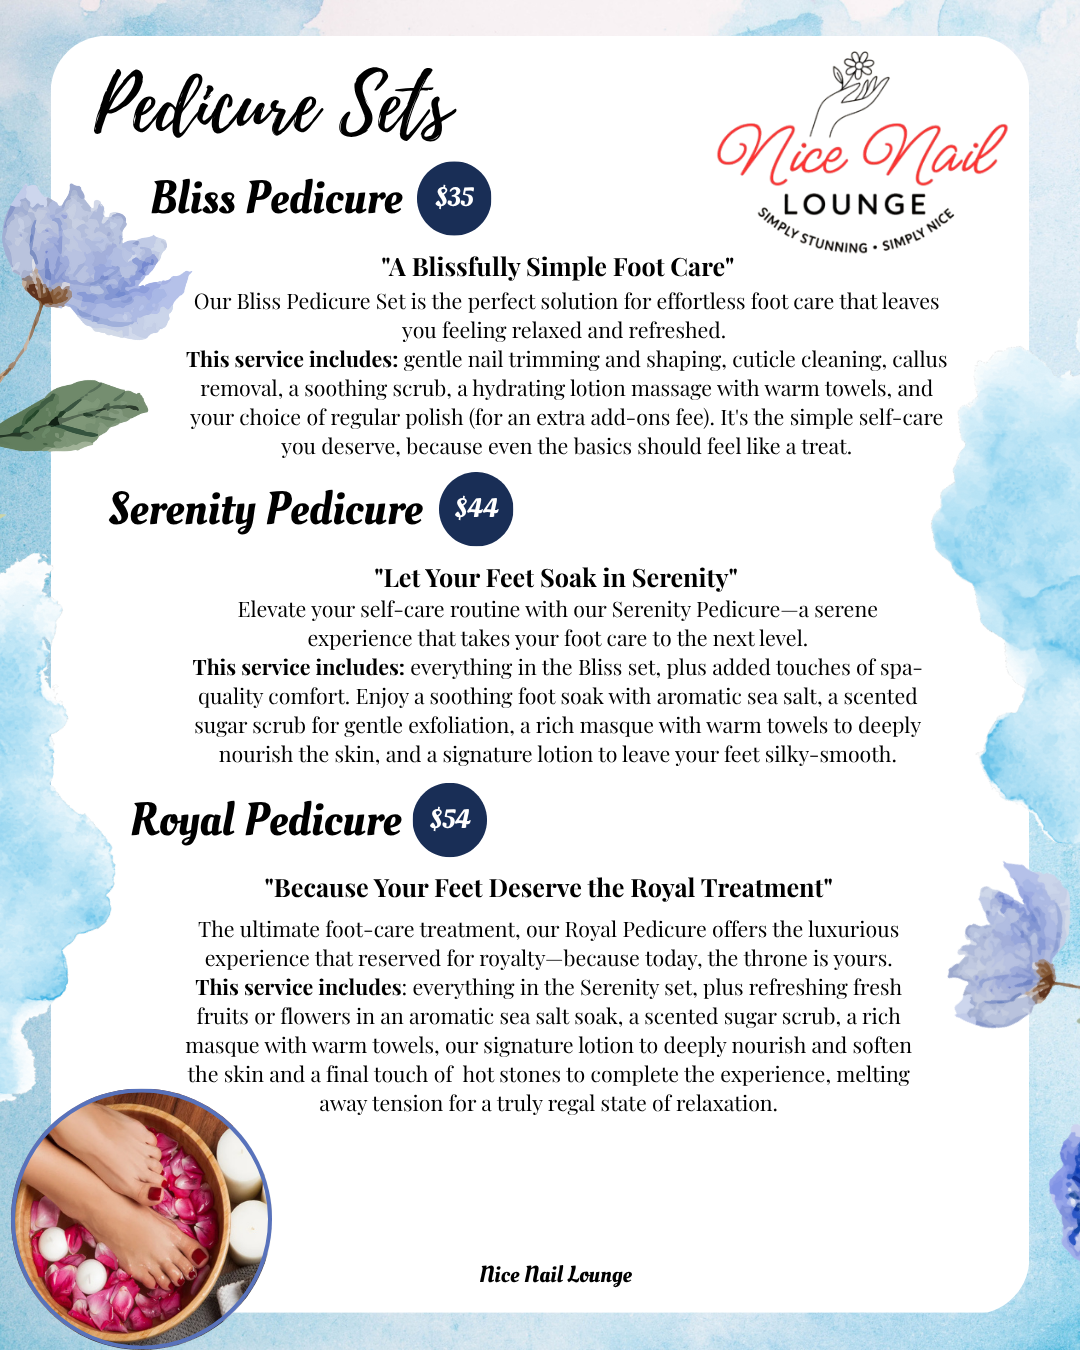 Pedicure Sets
Nice Nail
LOUNGE
SIMPLY STUNNING • SIMPLY NICE
Bliss Pedicure $35
"A Blissfully Simple Foot Care"
Our Bliss Pedicure Set is the perfect solution for effortless foot care that leaves
you feeling relaxed and refreshed.
This service includes: gentle nail trimming and shaping, cuticle cleaning, callus
removal, a soothing scrub, a hydrating lotion massage with warm towels, and
your choice of regular polish (for an extra add-ons fee). It's the simple self-care
you deserve, because even the basics should feel like a treat.
Serenity Pedicure $44
"Let Your Feet Soak in Serenity"
Elevate your self-care routine with our Serenity Pedicure—a serene
experience that takes your foot care to the next level.
This service includes: everything in the Bliss set, plus added touches of spa-
quality comfort. Enjoy a soothing foot soak with aromatic sea salt, a scented
sugar scrub for gentle exfoliation, a rich masque with warm towels to deeply
nourish the skin, and a signature lotion to leave your feet silky-smooth.
Royal Pedicure $54
"Because Your Feet Deserve the Royal Treatment"
The ultimate foot-care treatment, our Royal Pedicure offers the luxurious
experience that reserved for royalty—because today, the throne is yours.
This service includes: everything in the Serenity set, plus refreshing fresh
fruits or flowers in an aromatic sea salt soak, a scented sugar scrub, a rich
masque with warm towels, our signature lotion to deeply nourish and soften
the skin and a final touch of hot stones to complete the experience, melting
away tension for a truly regal state of relaxation.
Nice Nail Lounge